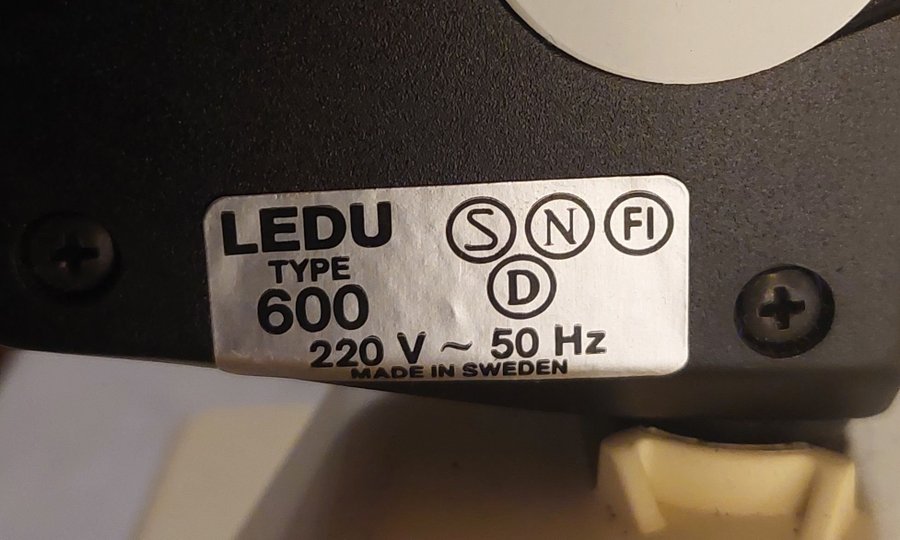 LEDU S N FI
TYPE D
600
220 V ~ 50 Hz
MADE IN SWEDEN